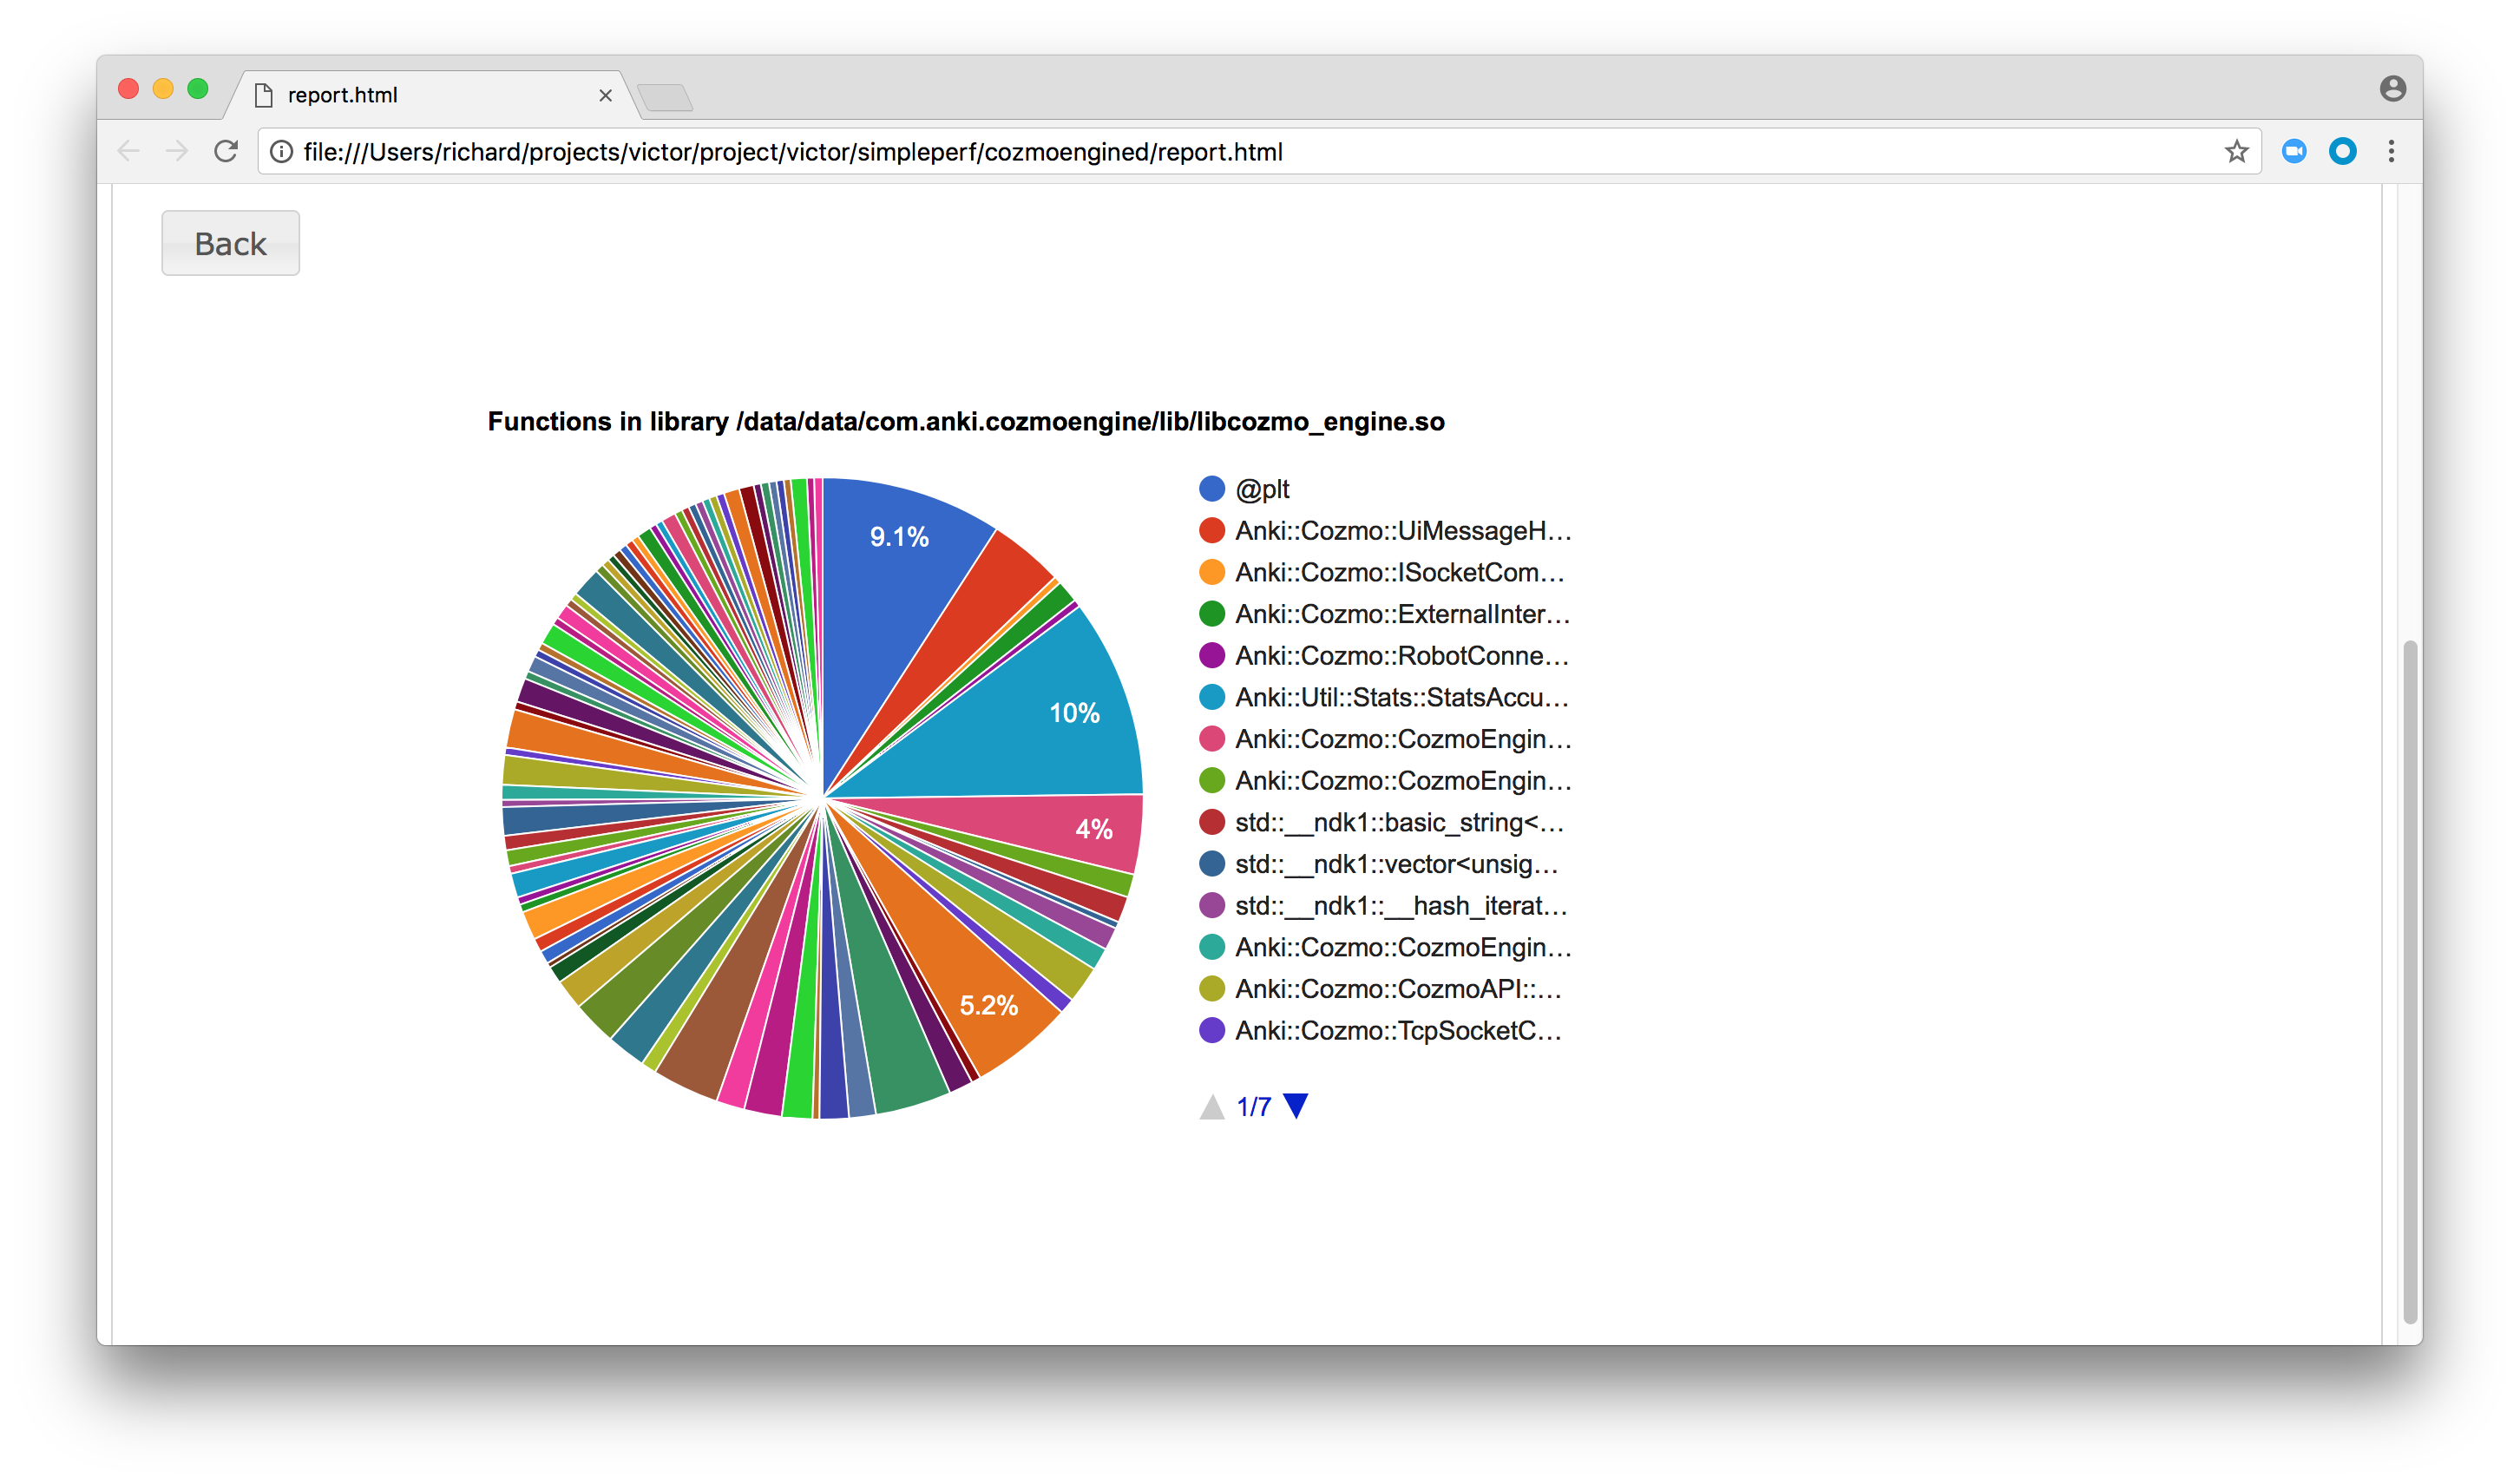 report.html
file:///Users/richard/projects/victor/project/victor/simpleperf/cozmoengined/report.html
Back
Functions in library /data/data/com.anki.cozmoengine/lib/libcozmo_engine.so
9.1%
10%
4%
5.2%
@plt
Anki::Cozmo::UiMessageH...
Anki::Cozmo::ISocketCom...
Anki::Cozmo::ExternalInter...
Anki::Cozmo::RobotConne...
Anki::Util::Stats::StatsAccu...
Anki::Cozmo::CozmoEngin...
Anki::Cozmo::CozmoEngin...
std::__ndk1::basic_string<...
std::__ndk1::vector<unsig...
std::__ndk1::__hash_iterat...
Anki::Cozmo::CozmoEngin...
Anki::Cozmo::CozmoAPI::...
Anki::Cozmo::TcpSocketC...
1/7